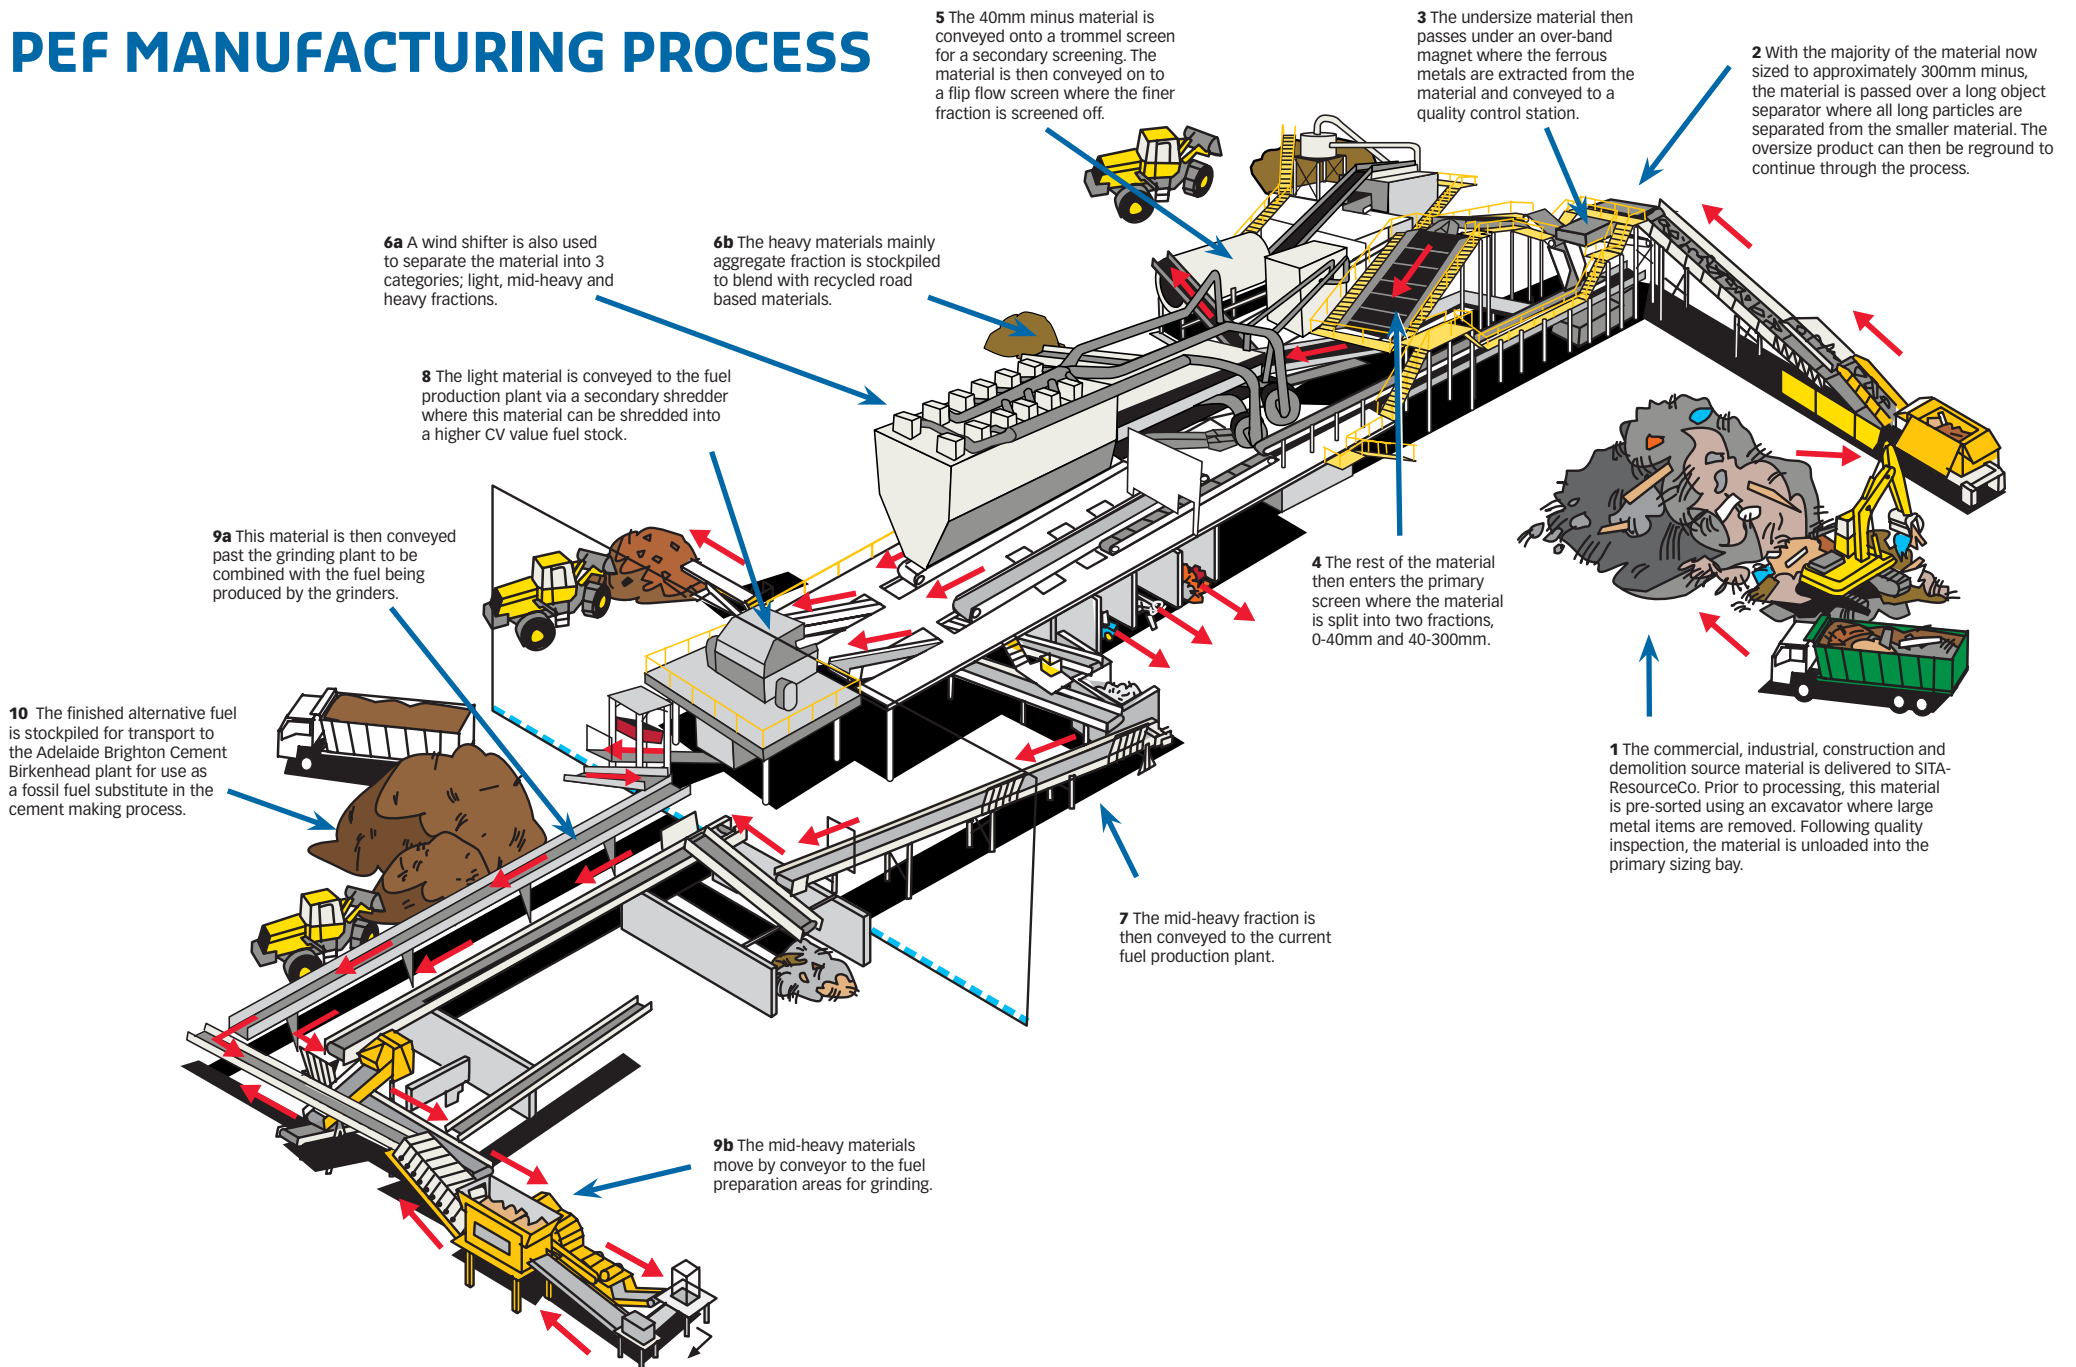 PEF MANUFACTURING PROCESS
5 The 40mm minus material is
conveyed onto a trommel screen
for a secondary screening. The
material is then conveyed on to
a flip flow screen where the finer
fraction is screened off.
3 The undersize material then
passes under an over-band
magnet where the ferrous
metals are extracted from the
material and conveyed to a
quality control station.
2 With the majority of the material now
sized to approximately 300mm minus,
the material is passed over a long object
separator where all long particles are
separated from the smaller material. The
oversize product can then be reground to
continue through the process.
6a A wind shifter is also used
to separate the material into 3
categories; light, mid-heavy and
heavy fractions.
6b The heavy materials mainly
aggregate fraction is stockpiled
to blend with recycled road
based materials.
8 The light material is conveyed to the fuel
production plant via a secondary shredder
where this material can be shredded into
a higher CV value fuel stock.
9a This material is then conveyed
past the grinding plant to be
combined with the fuel being
produced by the grinders.
4 The rest of the material
then enters the primary
screen where the material
is split into two fractions,
0-40mm and 40-300mm.
10 The finished alternative fuel
is stockpiled for transport to
the Adelaide Brighton Cement
Birkenhead plant for use as
a fossil fuel substitute in the
cement making process.
1 The commercial, industrial, construction and
demolition source material is delivered to SITA-
ResourceCo. Prior to processing, this material
is pre-sorted using an excavator where large
metal items are removed. Following quality
inspection, the material is unloaded into the
primary sizing bay.
7 The mid-heavy fraction is
then conveyed to the current
fuel production plant.
9b The mid-heavy materials
move by conveyor to the fuel
preparation areas for grinding.